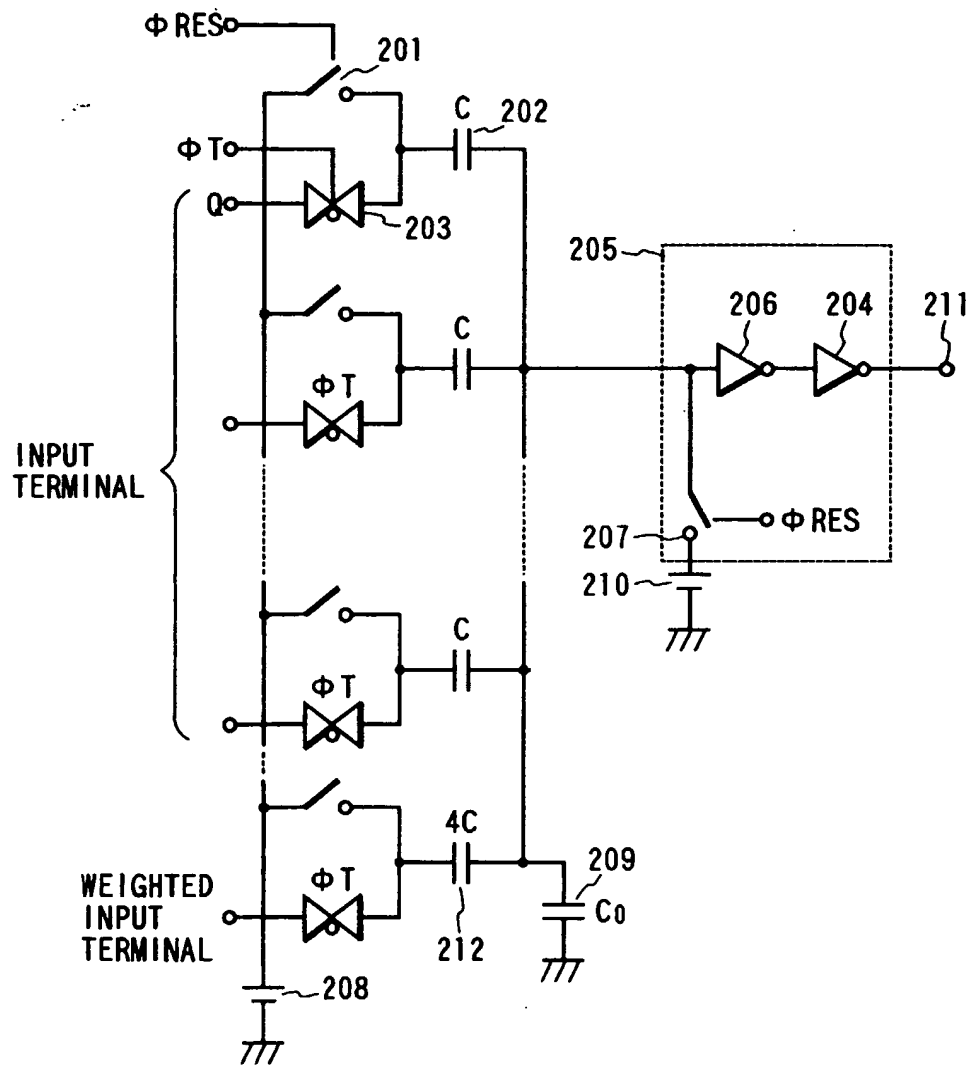 ΦRES
201
C
202
ΦT
Q
203
205
206
204
211
C
ΦT
INPUT
TERMINAL
ΦRES
207
210
C
ΦT
4C
209
WEIGHTED
INPUT
TERMINAL
ΦT
C0
212
208